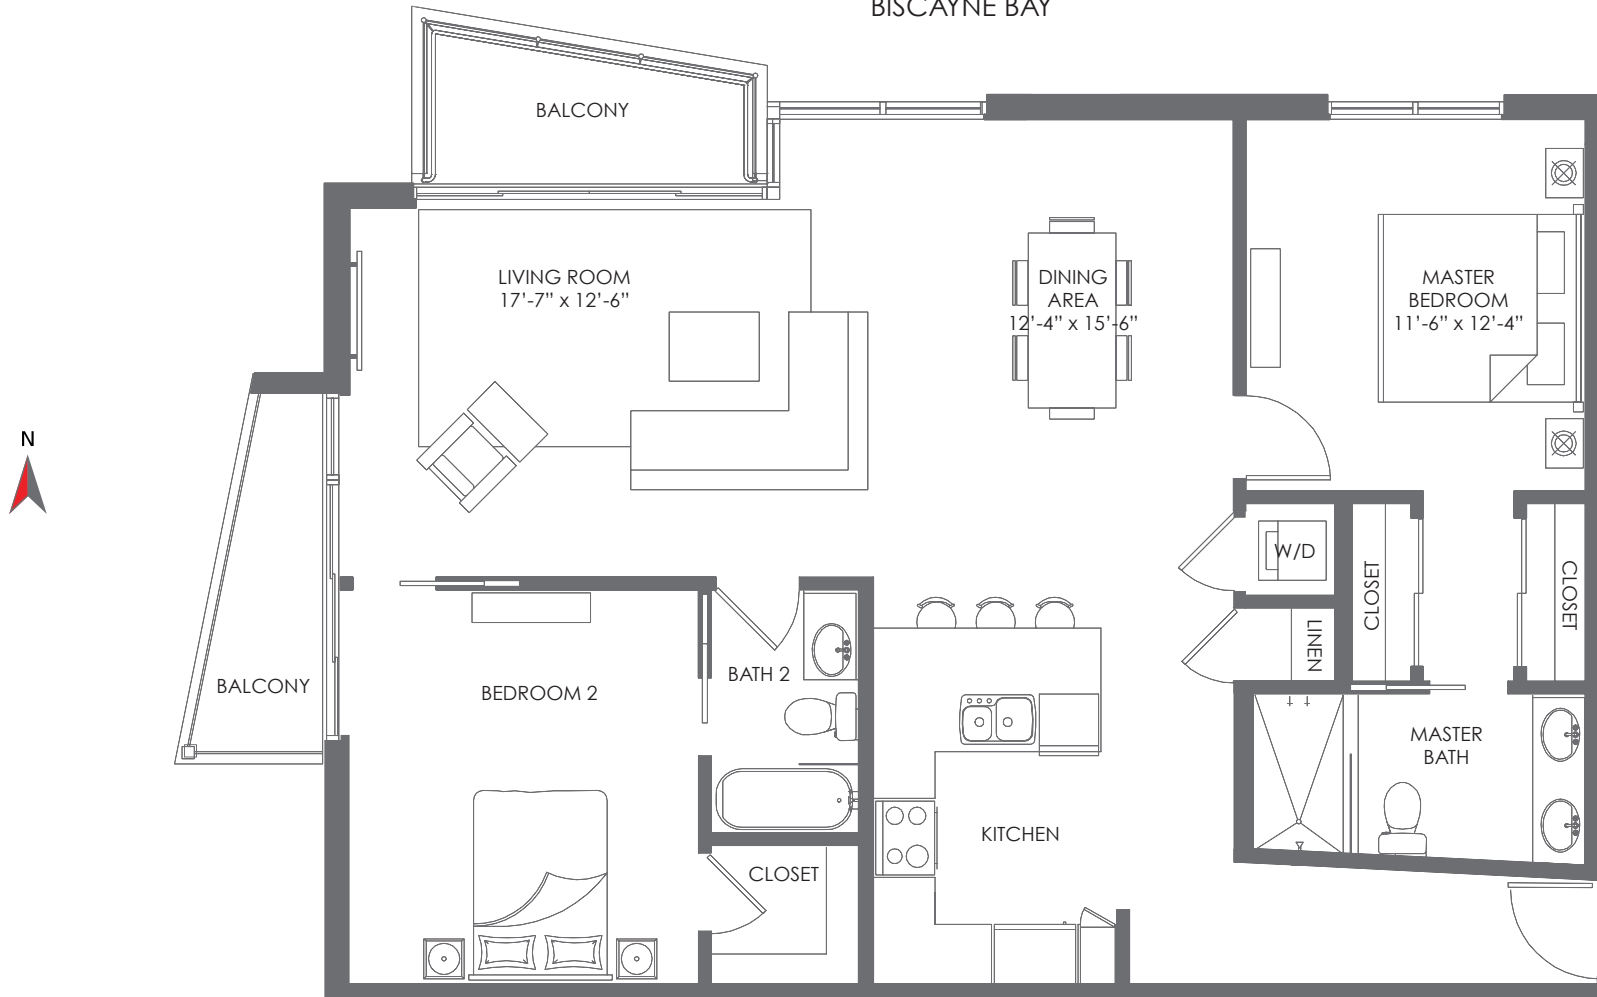 BISCAYNE BAY
BALCONY
LIVING ROOM
17’-7” x 12’-6”
DINING
AREA
12’-4” x 15’-6”
MASTER
BEDROOM
11’-6” x 12’-4”
N
W/D
CLOSET
CLOSET
LINEN
BATH 2
BEDROOM 2
BALCONY
MASTER
BATH
KITCHEN
CLOSET